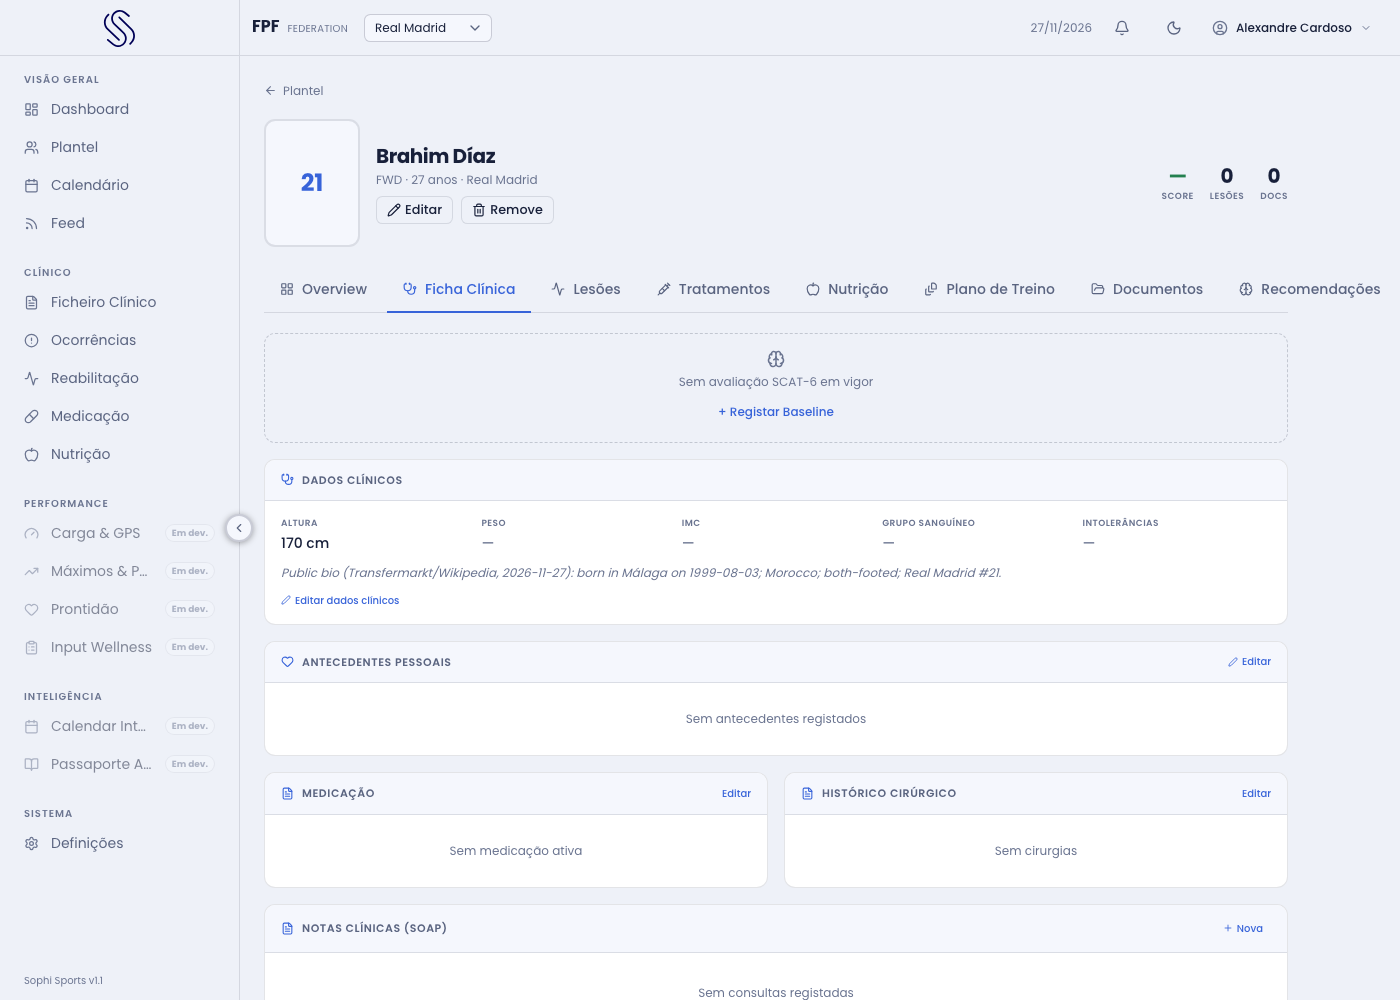 FPF FEDERATION Real Madrid
27/11/2026 Alexandre Cardoso
VISÃO GERAL
Dashboard
Plantel
Calendário
Feed
CLÍNICO
Ficheiro Clínico
Ocorrências
Reabilitação
Medicação
Nutrição
PERFORMANCE
Carga & GPS Em dev.
Máximos & P... Em dev.
Prontidão Em dev.
Input Wellness Em dev.
INTELIGÊNCIA
Calendar Int... Em dev.
Passaporte A... Em dev.
SISTEMA
Definições
Sophi Sports v1.1
Plantel
21
Brahim Díaz
FWD · 27 anos · Real Madrid
Editar Remove
— 0 0
SCORE LESÕES DOCS
Overview Ficha Clínica Lesões Tratamentos Nutrição Plano de Treino Documentos Recomendações
Sem avaliação SCAT-6 em vigor
+ Registar Baseline
DADOS CLÍNICOS
ALTURA PESO IMC GRUPO SANGUÍNEO INTOLERÂNCIAS
170 cm — — — —
Public bio (Transfermarkt/Wikipedia, 2026-11-27): born in Málaga on 1999-08-03; Morocco; both-footed; Real Madrid #21.
Editar dados clínicos
ANTECEDENTES PESSOAIS Editar
Sem antecedentes registados
MEDICAÇÃO Editar
Sem medicação ativa
HISTÓRICO CIRÚRGICO Editar
Sem cirurgias
NOTAS CLÍNICAS (SOAP) + Nova
Sem consultas registadas